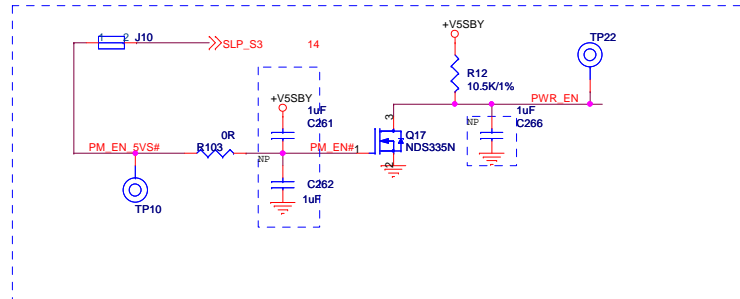 1 2 J10
SLP_S3
14
+V5SBY
TP22
R12
10.5K/1%
+V5SBY
1uF
C261
PWR_EN
1uF
C266
NP
3
Q17
NDS335N
0R
PM_EN_5VS#
R103
NP
PM_EN#
1
2
C262
1uF
TP10